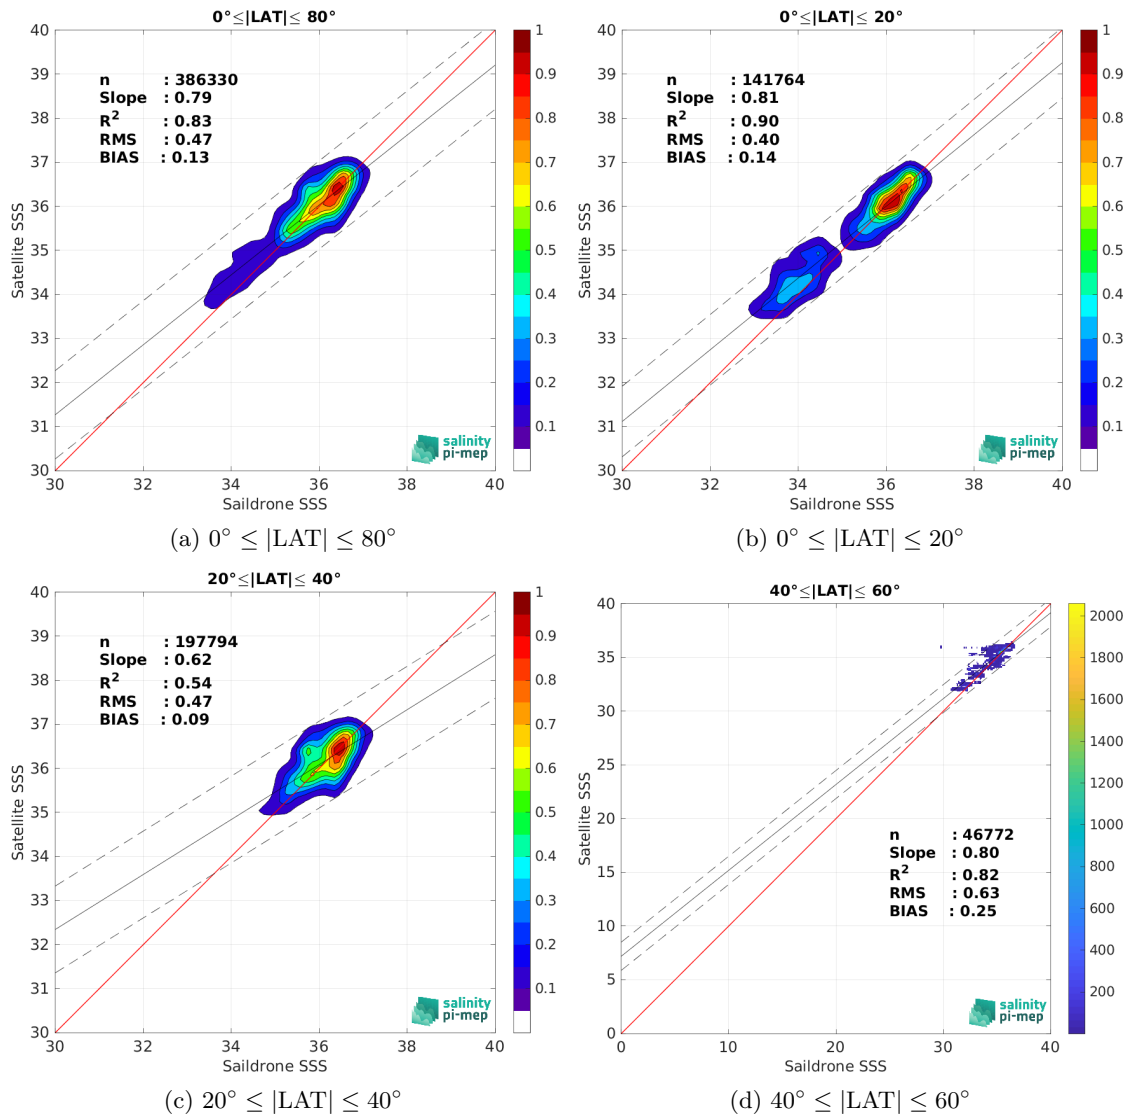 0°≤|LAT|≤ 80°
n : 386330
Slope : 0.79
R² : 0.83
RMS : 0.47
BIAS : 0.13
40
39
38
37
36
35
34
33
32
31
30
30 32 34 36 38 40
Satellite SSS
Saildrone SSS
1
0.9
0.8
0.7
0.6
0.5
0.4
0.3
0.2
0.1
salinity
pi-mep
(a) 0° ≤ |LAT| ≤ 80°
0°≤|LAT|≤ 20°
n : 141764
Slope : 0.81
R² : 0.90
RMS : 0.40
BIAS : 0.14
40
39
38
37
36
35
34
33
32
31
30
30 32 34 36 38 40
Satellite SSS
Saildrone SSS
1
0.9
0.8
0.7
0.6
0.5
0.4
0.3
0.2
0.1
salinity
pi-mep
(b) 0° ≤ |LAT| ≤ 20°
20°≤|LAT|≤ 40°
n : 197794
Slope : 0.62
R² : 0.54
RMS : 0.47
BIAS : 0.09
40
39
38
37
36
35
34
33
32
31
30
30 32 34 36 38 40
Satellite SSS
Saildrone SSS
1
0.9
0.8
0.7
0.6
0.5
0.4
0.3
0.2
0.1
salinity
pi-mep
(c) 20° ≤ |LAT| ≤ 40°
40°≤|LAT|≤ 60°
40
35
30
25
20
15
10
5
0
0 10 20 30 40
Satellite SSS
Saildrone SSS
n : 46772
Slope : 0.80
R² : 0.82
RMS : 0.63
BIAS : 0.25
2000
1800
1600
1400
1200
1000
800
600
400
200
salinity
pi-mep
(d) 40° ≤ |LAT| ≤ 60°